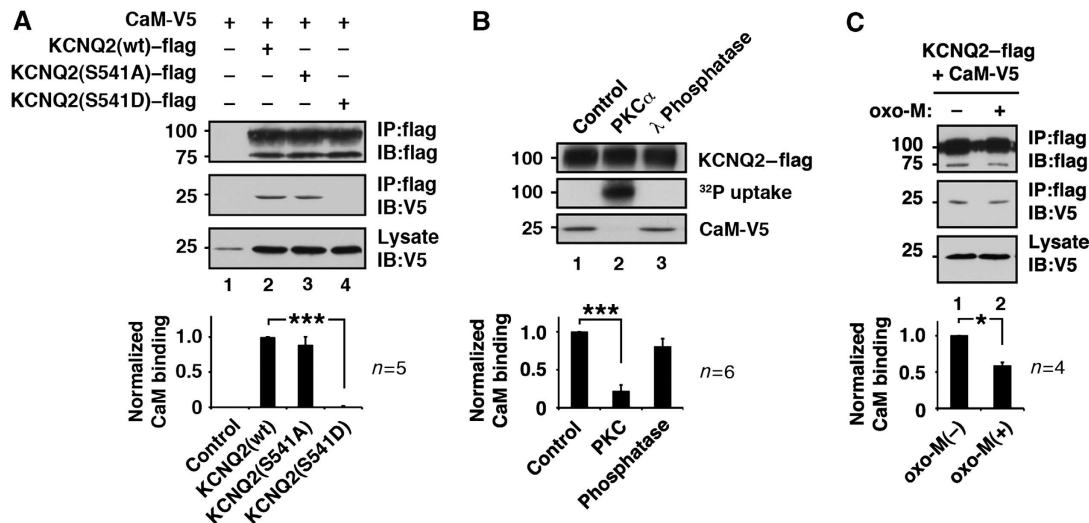 A
CaM-V5 + + + +
KCNQ2(wt)–flag – + – –
KCNQ2(S541A)–flag – – + –
KCNQ2(S541D)–flag – – – +
100
75
IP:flag
IB:flag
25
IP:flag
IB:V5
25
Lysate
IB:V5
1 2 3 4
Normalized
CaM binding
1.0
0.5
0
***
n=5
Control
KCNQ2(wt)
KCNQ2(S541A)
KCNQ2(S541D)
B
Control
PKCα
λ Phosphatase
100
KCNQ2–flag
100
³²P uptake
25
CaM-V5
1 2 3
Normalized
CaM binding
1.0
0.5
0
***
n=6
Control
PKC
Phosphatase
C
KCNQ2–flag
+ CaM-V5
oxo-M: – +
100
75
IP:flag
IB:flag
25
IP:flag
IB:V5
25
Lysate
IB:V5
1 2
Normalized
CaM binding
1.0
0.5
0
*
n=4
oxo-M(–)
oxo-M(+)